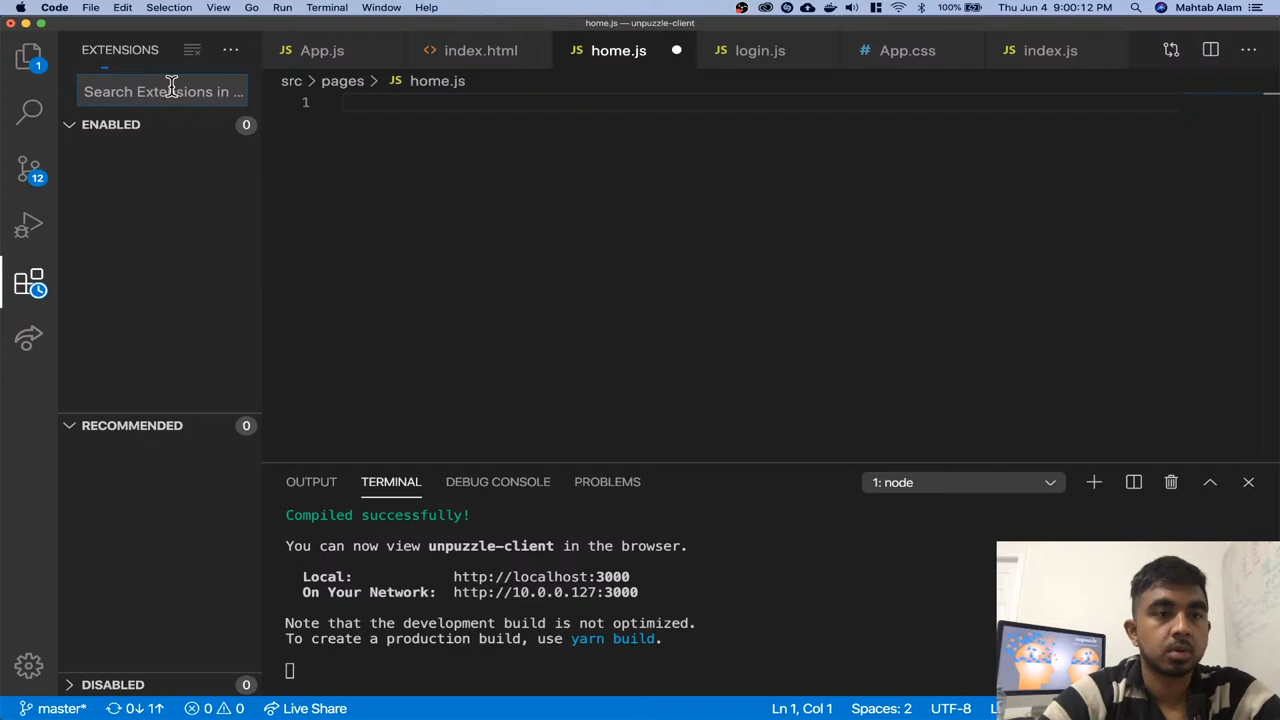 Code File Edit Selection View Go Run Terminal Window Help 100% Thu Jun 4 9:00:12 PM Mahtab Alam
home.js — unpuzzle-client
EXTENSIONS
App.js
index.html
home.js
login.js
App.css
index.js
Search Extensions in ...
src > pages > JS home.js
1
ENABLED 0
RECOMMENDED 0
DISABLED 0
1
12
OUTPUT TERMINAL DEBUG CONSOLE PROBLEMS 1: node
Compiled successfully!
You can now view unpuzzle-client in the browser.
Local: http://localhost:3000
On Your Network: http://10.0.0.127:3000
Note that the development build is not optimized.
To create a production build, use yarn build.
master* 0↓ 1↑ 0 0 Live Share Ln 1, Col 1 Spaces: 2 UTF-8 L